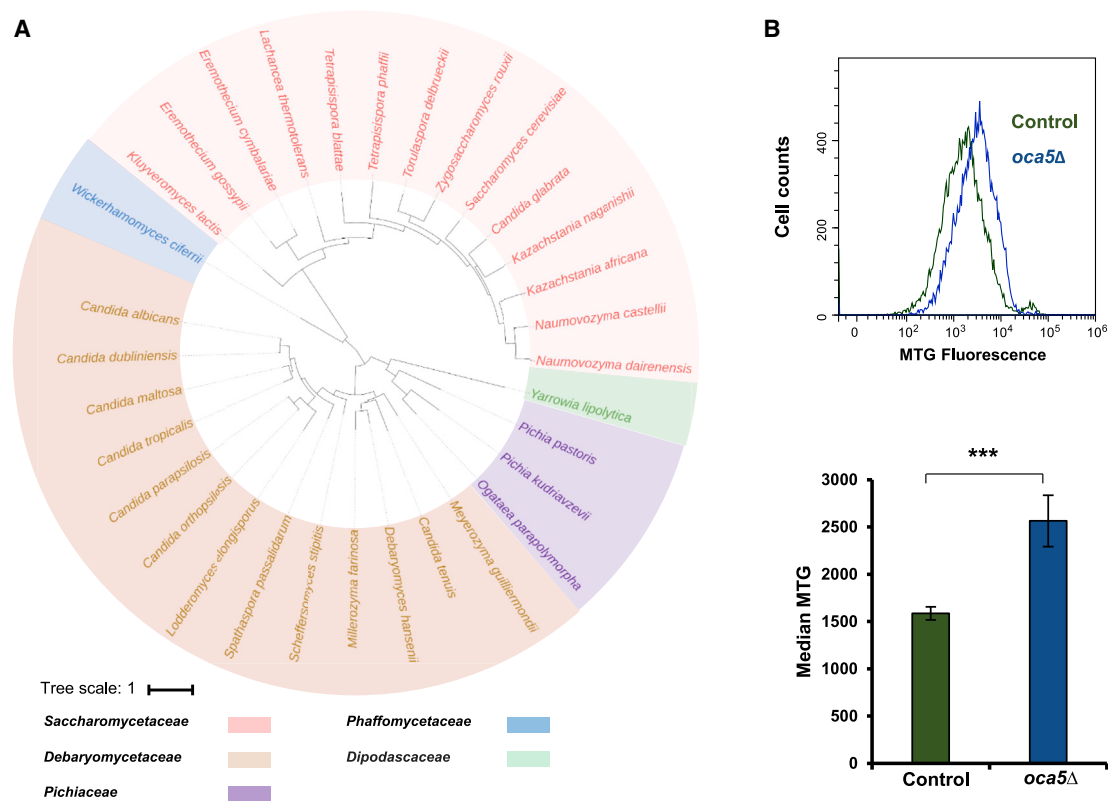 A
Kluyveromyces lactis
Eremothecium gossypii
Eremothecium cymbalariae
Lachancea thermotolerans
Tetrapisispora blattae
Tetrapisispora phaffii
Torulaspora delbrueckii
Zygosaccharomyces rouxii
Saccharomyces cerevisiae
Candida glabrata
Kazachstania naganishii
Kazachstania africana
Naumovozyma castellii
Naumovozyma dairenensis
Yarrowia lipolytica
Pichia pastoris
Pichia kudriavzevii
Ogataea parapolymorpha
Meyerozyma guilliermondii
Candida tenuis
Debaryomyces hansenii
Millerozyma farinosa
Scheffersomyces stipitis
Spathaspora passalidarum
Lodderomyces elongisporus
Candida orthopsilosis
Candida parapsilosis
Candida tropicalis
Candida maltosa
Candida dubliniensis
Candida albicans
Wickerhamomyces ciferrii
Tree scale: 1
Saccharomycetaceae
Debaryomycetaceae
Pichiaceae
Phaffomycetaceae
Dipodascaceae
B
Cell counts
400
200
0
Control
oca5Δ
0 10² 10³ 10⁴ 10⁵ 10⁶
MTG Fluorescence
Median MTG
3000
2500
2000
1500
1000
500
0
***
Control oca5Δ